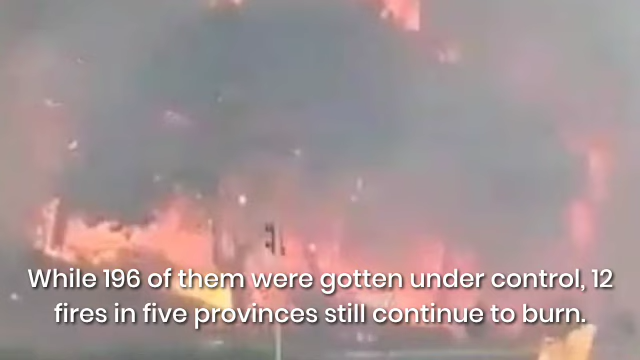 While 196 of them were gotten under control, 12
fires in five provinces still continue to burn.